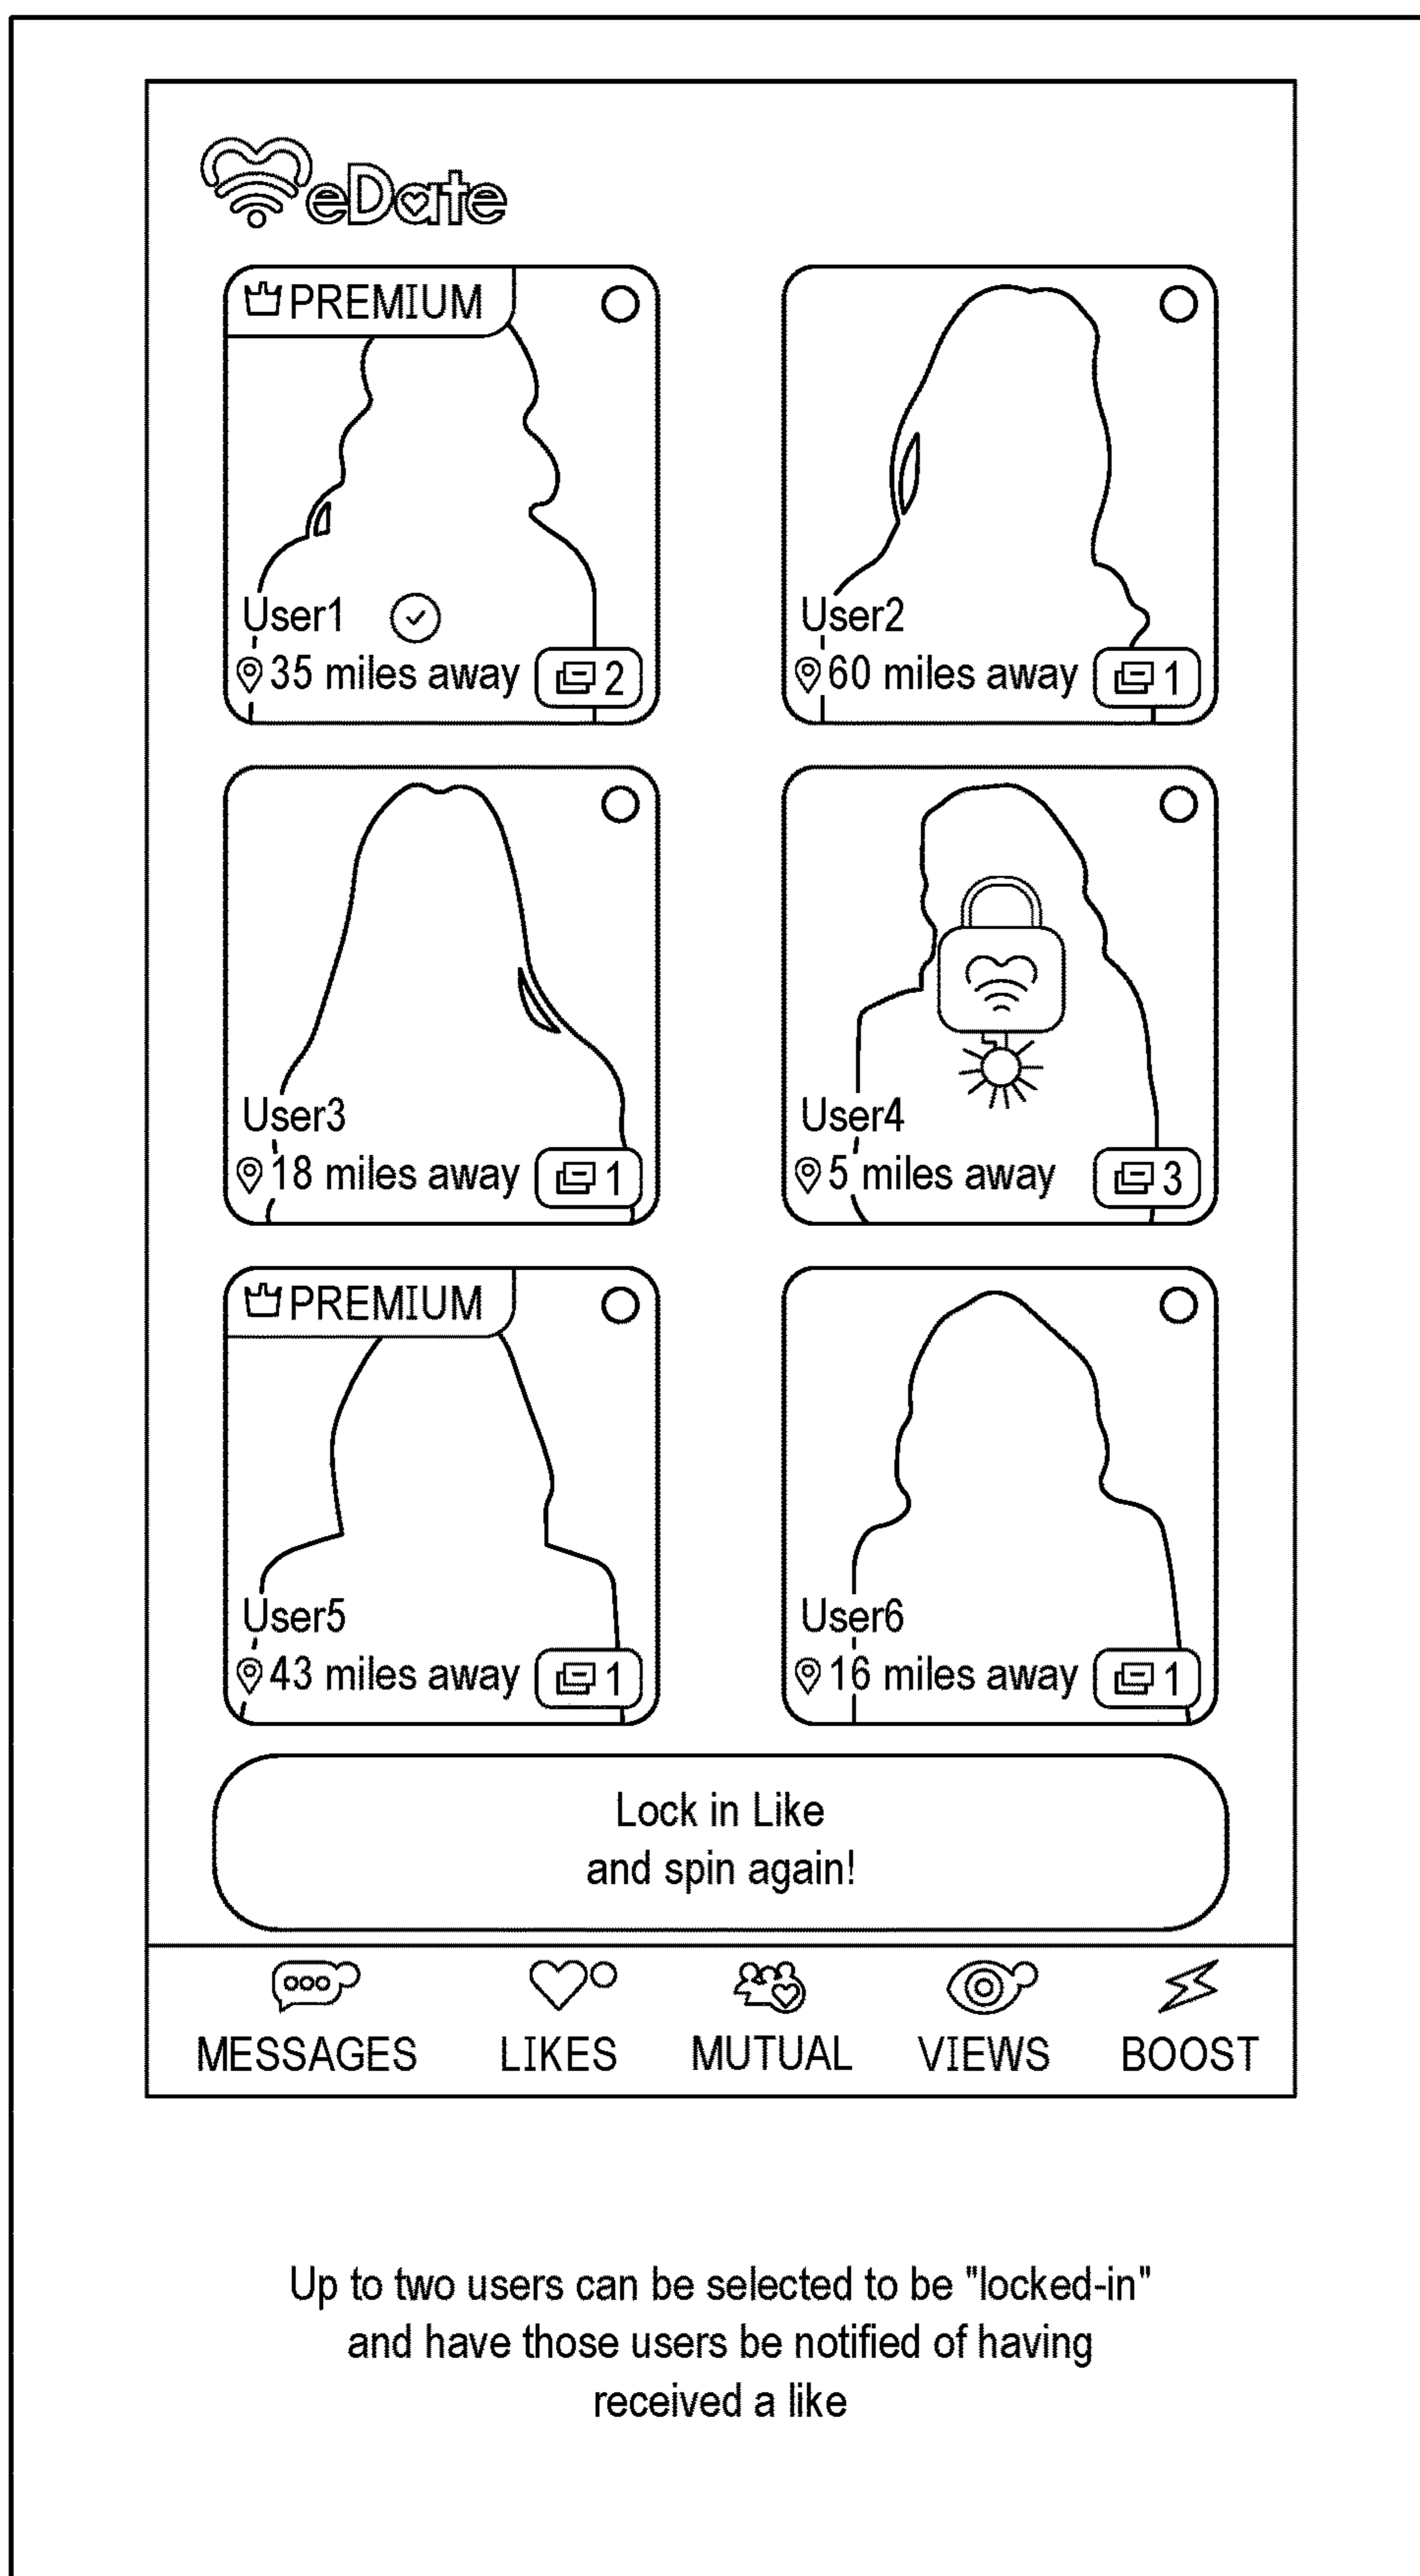 eDate
PREMIUM
User1
35 miles away 2
User2
60 miles away 1
User3
18 miles away 1
User4
5 miles away 3
PREMIUM
User5
43 miles away 1
User6
16 miles away 1
Lock in Like
and spin again!
MESSAGES LIKES MUTUAL VIEWS BOOST
Up to two users can be selected to be "locked-in"
and have those users be notified of having
received a like